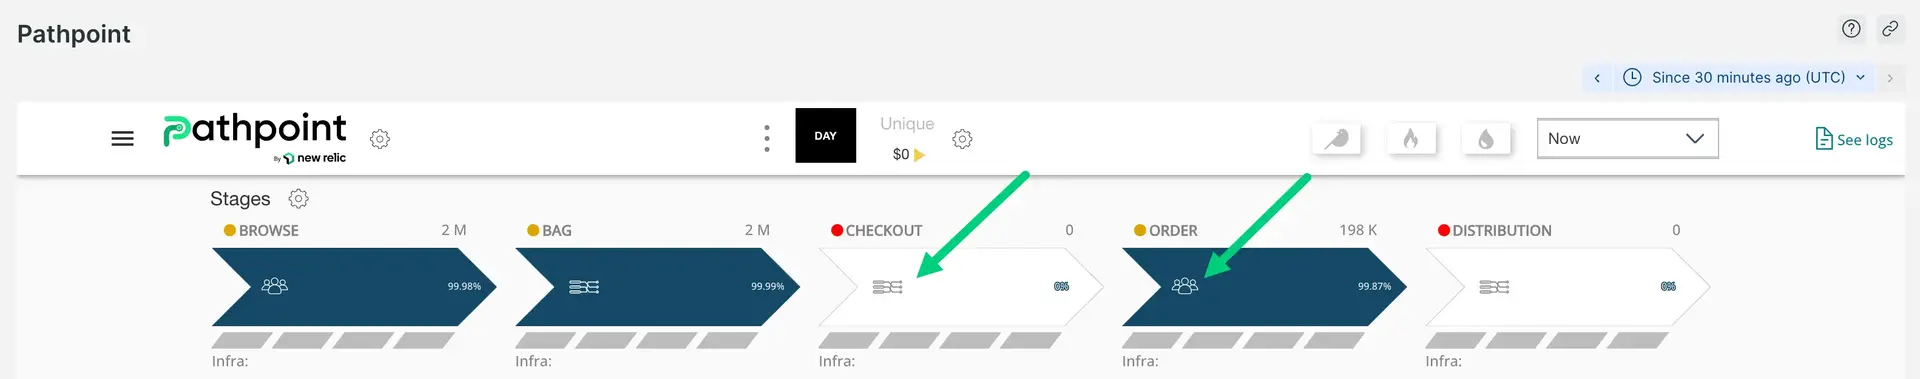 Pathpoint
Since 30 minutes ago (UTC)
Pathpoint
By new relic
DAY
Unique
$0
Now
See logs
Stages
BROWSE 2 M
BAG 2 M
CHECKOUT 0
ORDER 198 K
DISTRIBUTION 0
99.98%
99.99%
0%
99.87%
0%
Infra:
Infra:
Infra:
Infra:
Infra: